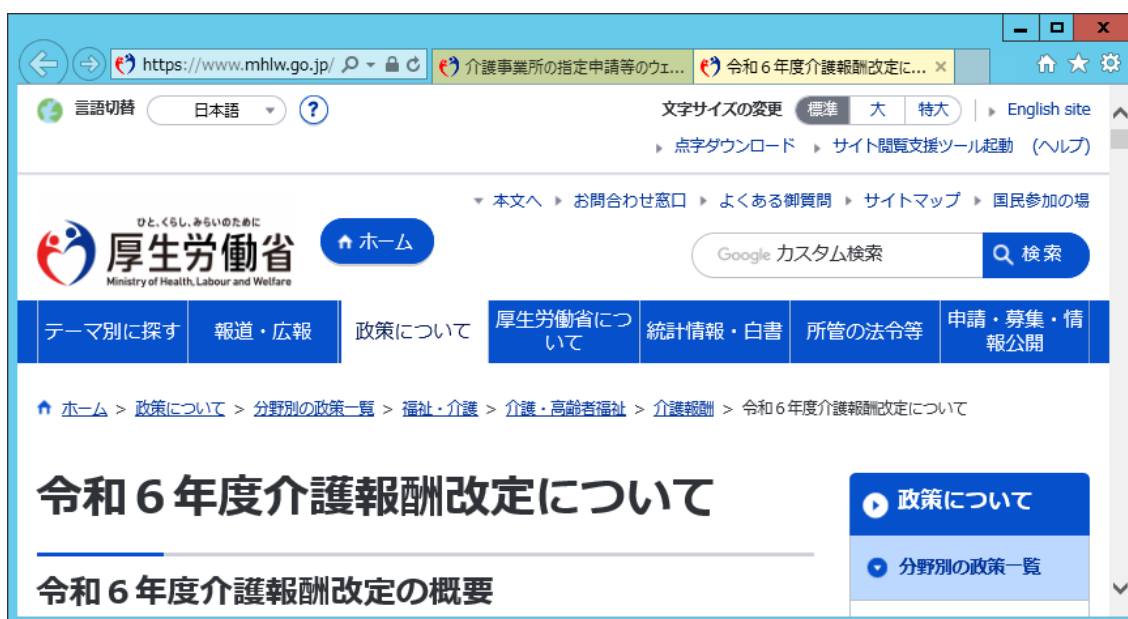 https://www.mhlw.go.jp/
介護事業所の指定申請等のウェ...
令和６年度介護報酬改定に...
言語切替
日本語
?
文字サイズの変更 標準 大 特大
English site
点字ダウンロード サイト閲覧支援ツール起動 (ヘルプ)
本文へ お問合わせ窓口 よくある御質問 サイトマップ 国民参加の場
ひと、くらし、みらいのために
厚生労働省
Ministry of Health, Labour and Welfare
ホーム
Google カスタム検索
検索
テーマ別に探す
報道・広報
政策について
厚生労働省につ
いて
統計情報・白書
所管の法令等
申請・募集・情
報公開
ホーム > 政策について > 分野別の政策一覧 > 福祉・介護 > 介護・高齢者福祉 > 介護報酬 > 令和６年度介護報酬改定について
令和６年度介護報酬改定について
令和６年度介護報酬改定の概要
政策について
分野別の政策一覧